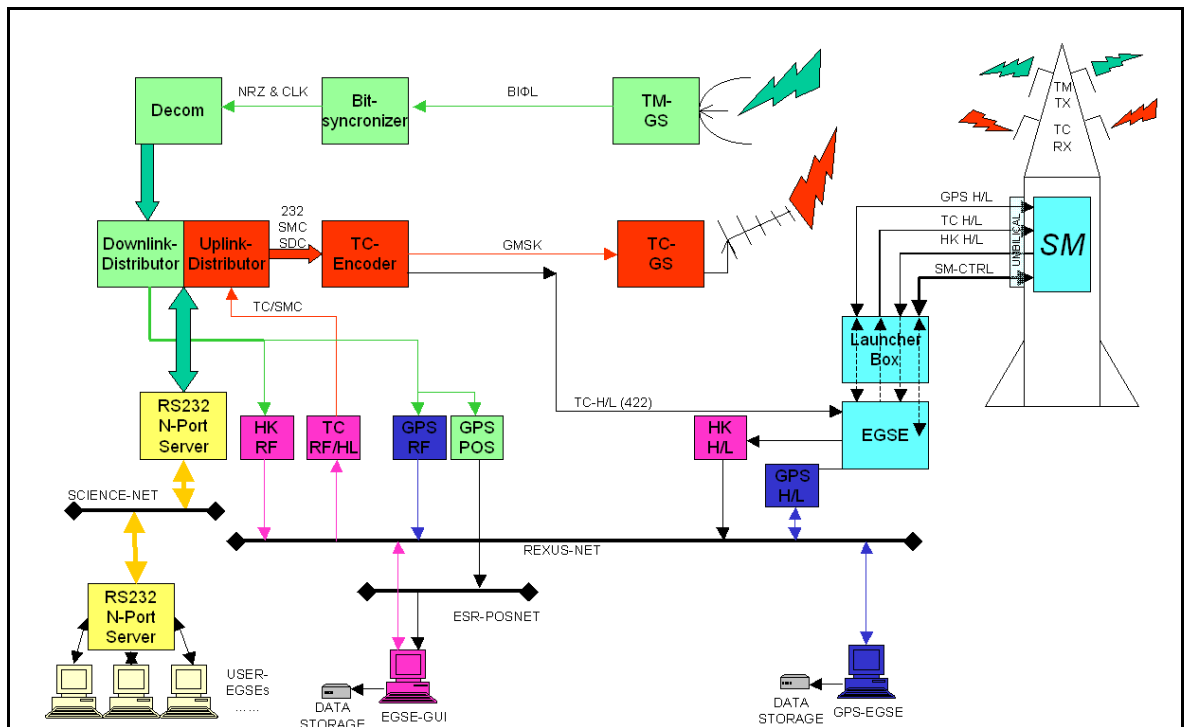 Decom
NRZ & CLK
Bit-
syncronizer
BIΦL
TM-
GS
TM
TX
TC
RX
Downlink-
Distributor
Uplink-
Distributor
232
SMC
SDC
TC-
Encoder
GMSK
TC-
GS
GPS H/L
TC H/L
HK H/L
SM-CTRL
UMBILICAL
SM
TC/SMC
Launcher
Box
RS232
N-Port
Server
HK
RF
TC
RF/HL
GPS
RF
GPS
POS
TC-H/L (422)
HK
H/L
EGSE
GPS
H/L
SCIENCE-NET
REXUS-NET
RS232
N-Port
Server
ESR-POSNET
USER-
EGSEs
......
DATA
STORAGE
EGSE-GUI
DATA
STORAGE
GPS-EGSE